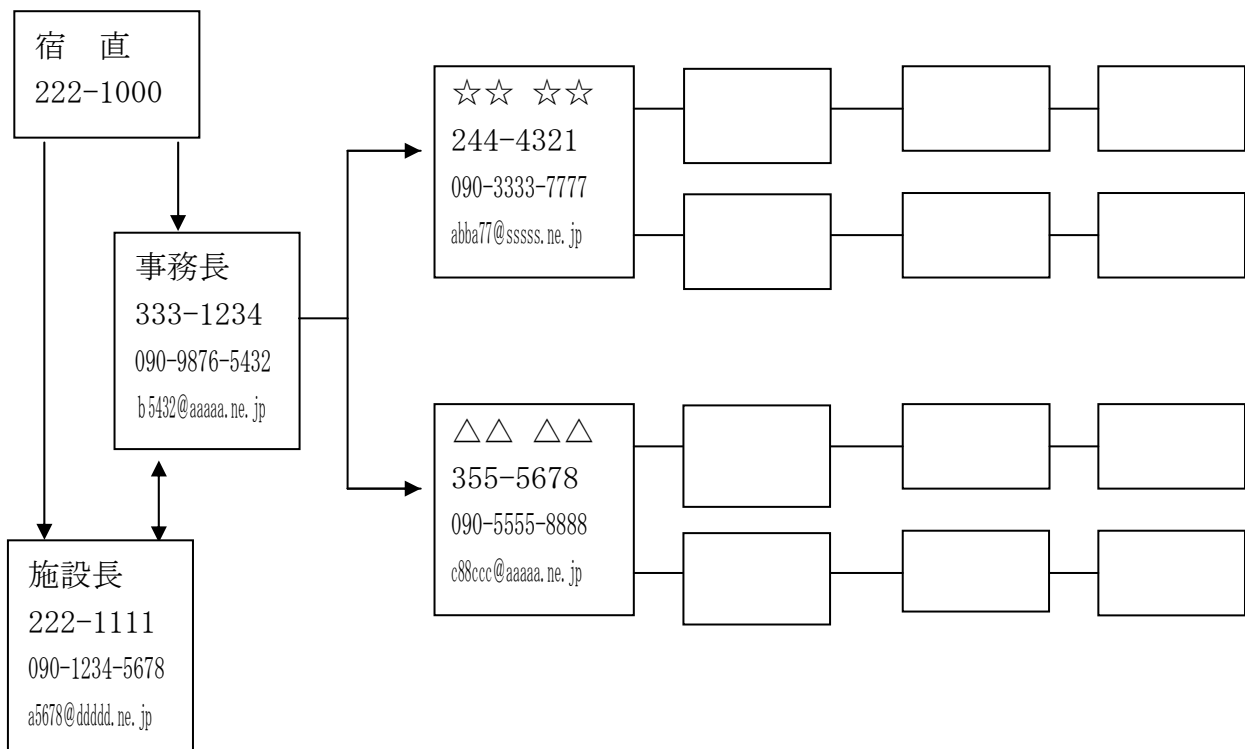 宿　直
222-1000
事務長
333-1234
090-9876-5432
b5432@aaaaa.ne.jp
施設長
222-1111
090-1234-5678
a5678@ddddd.ne.jp
☆☆ ☆☆
244-4321
090-3333-7777
abba77@sssss.ne.jp
△△ △△
355-5678
090-5555-8888
c88ccc@aaaaa.ne.jp